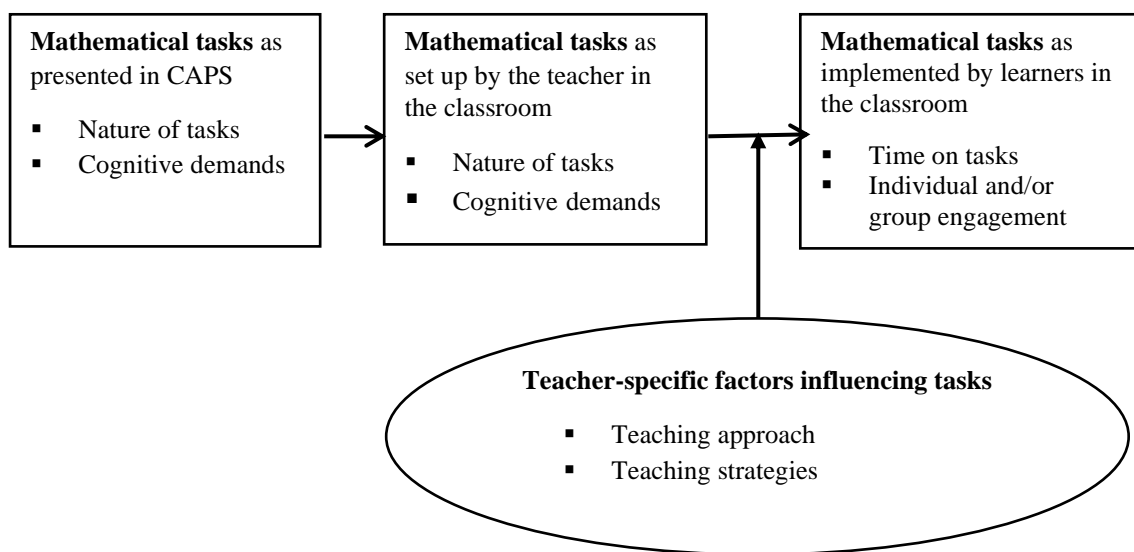 Mathematical tasks as
presented in CAPS
▪ Nature of tasks
▪ Cognitive demands
Mathematical tasks as
set up by the teacher in
the classroom
▪ Nature of tasks
▪ Cognitive demands
Mathematical tasks as
implemented by learners in
the classroom
▪ Time on tasks
▪ Individual and/or
group engagement
Teacher-specific factors influencing tasks
▪ Teaching approach
▪ Teaching strategies